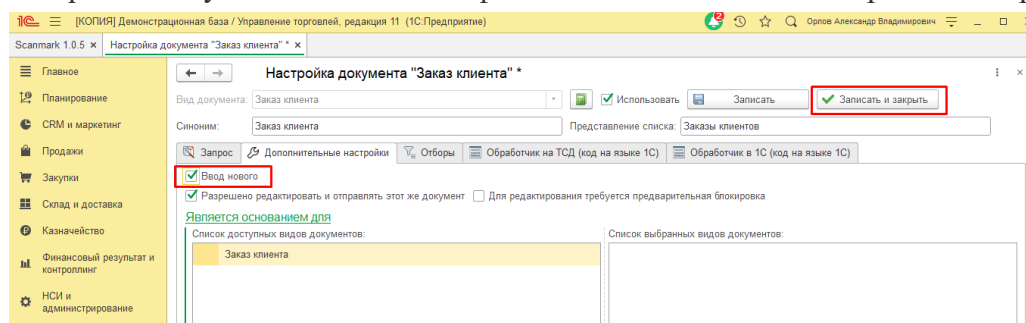 [КОПИЯ] Демонстрационная база / Управление торговлей, редакция 11 (1С:Предприятие)
2
Орлов Александр Владимирович
Scanmark 1.0.5 ×
Настройка документа "Заказ клиента" * ×
Главное
Планирование
CRM и маркетинг
Продажи
Закупки
Склад и доставка
Казначейство
Финансовый результат и
контроллинг
НСИ и
администрирование
Настройка документа "Заказ клиента" *
Вид документа: Заказ клиента
Использовать
Записать
Записать и закрыть
Синоним: Заказ клиента
Представление списка: Заказы клиентов
Запрос
Дополнительные настройки
Отборы
Обработчик на ТСД (код на языке 1С)
Обработчик в 1С (код на языке 1С)
Ввод нового
Разрешено редактировать и отправлять этот же документ
Для редактирования требуется предварительная блокировка
Является основанием для
Список доступных видов документов:
Заказ клиента
Список выбранных видов документов: